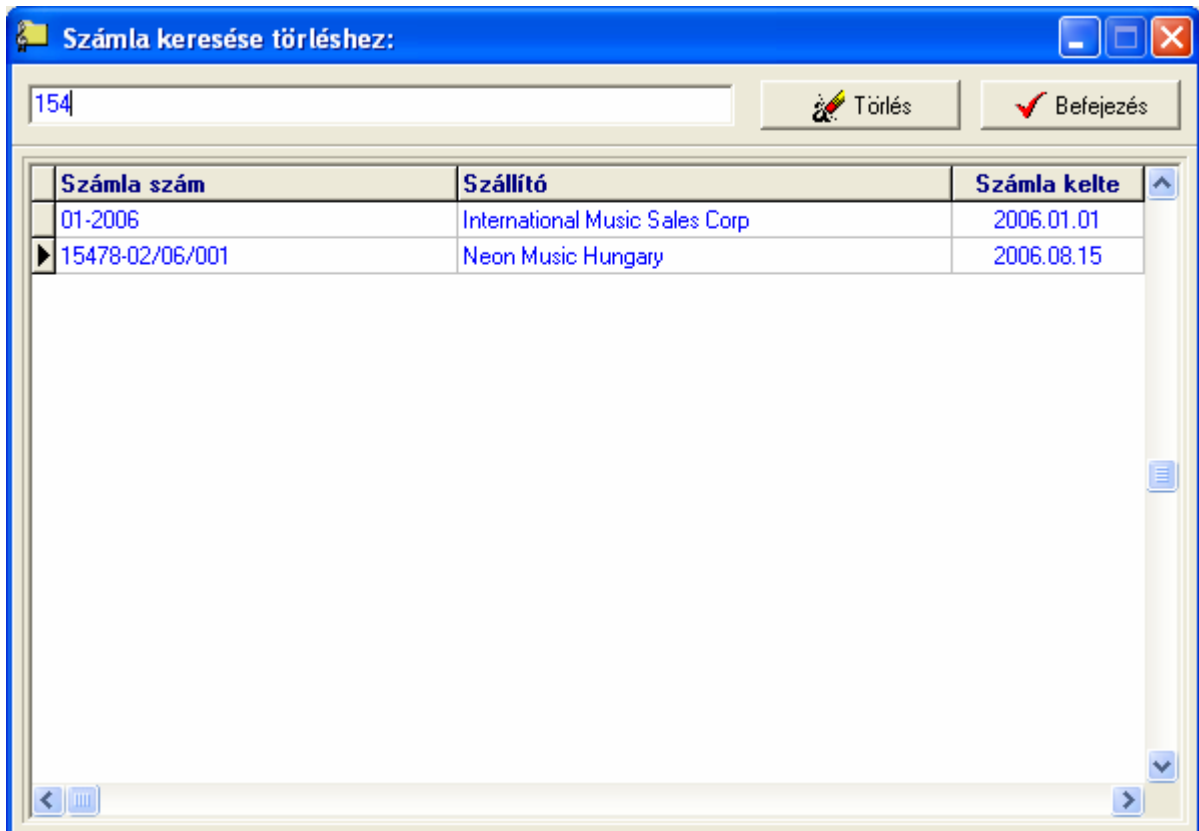 Számla keresése törléshez:
154 Törlés Befejezés
Számla szám Szállító Számla kelte
01-2006 International Music Sales Corp 2006.01.01
15478-02/06/001 Neon Music Hungary 2006.08.15